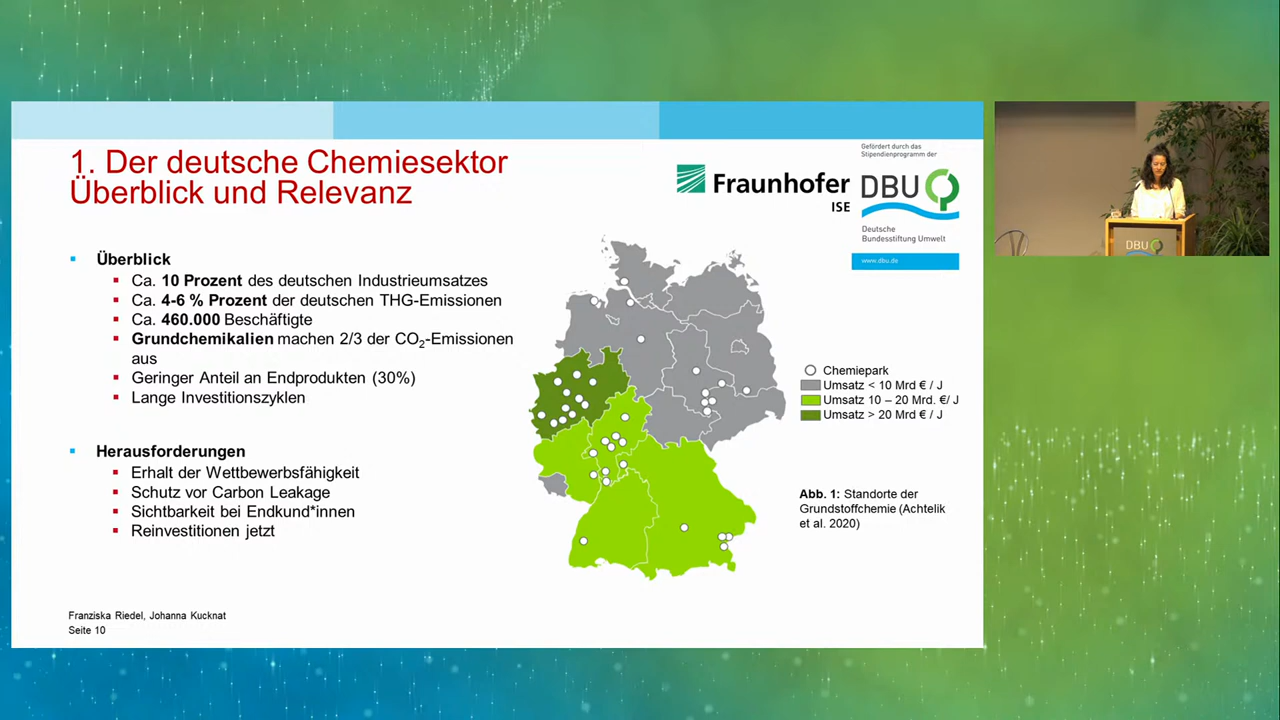 1. Der deutsche Chemiesektor
Überblick und Relevanz
Fraunhofer
ISE
Gefördert durch das
Stipendienprogramm der
DBU
Deutsche
Bundesstiftung Umwelt
www.dbu.de
Überblick
Ca. 10 Prozent des deutschen Industrieumsatzes
Ca. 4-6 % Prozent der deutschen THG-Emissionen
Ca. 460.000 Beschäftigte
Grundchemikalien machen 2/3 der CO₂-Emissionen
aus
Geringer Anteil an Endprodukten (30%)
Lange Investitionszyklen
Herausforderungen
Erhalt der Wettbewerbsfähigkeit
Schutz vor Carbon Leakage
Sichtbarkeit bei Endkund*innen
Reinvestitionen jetzt
Chemiepark
Umsatz < 10 Mrd € / J
Umsatz 10 – 20 Mrd. €/ J
Umsatz > 20 Mrd € / J
Abb. 1: Standorte der
Grundstoffchemie (Achtelik
et al. 2020)
Franziska Riedel, Johanna Kucknat
Seite 10
DBU